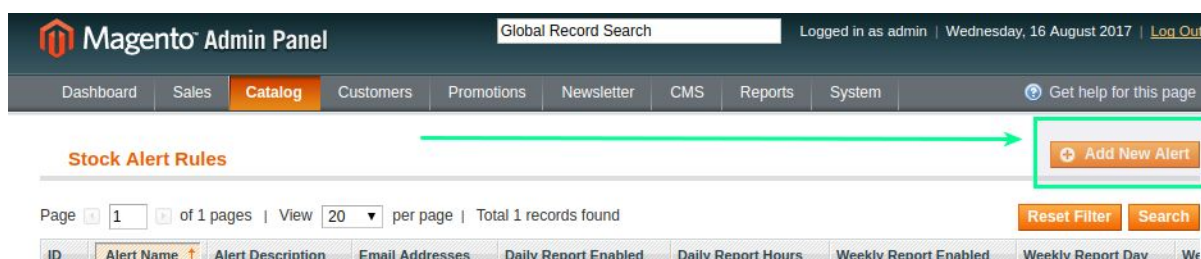 Magento Admin Panel Global Record Search Logged in as admin | Wednesday, 16 August 2017 | Log Out
Dashboard Sales Catalog Customers Promotions Newsletter CMS Reports System Get help for this page
Stock Alert Rules Add New Alert
Page 1 of 1 pages | View 20 per page | Total 1 records found Reset Filter Search
ID Alert Name Alert Description Email Addresses Daily Report Enabled Daily Report Hours Weekly Report Enabled Weekly Report Day